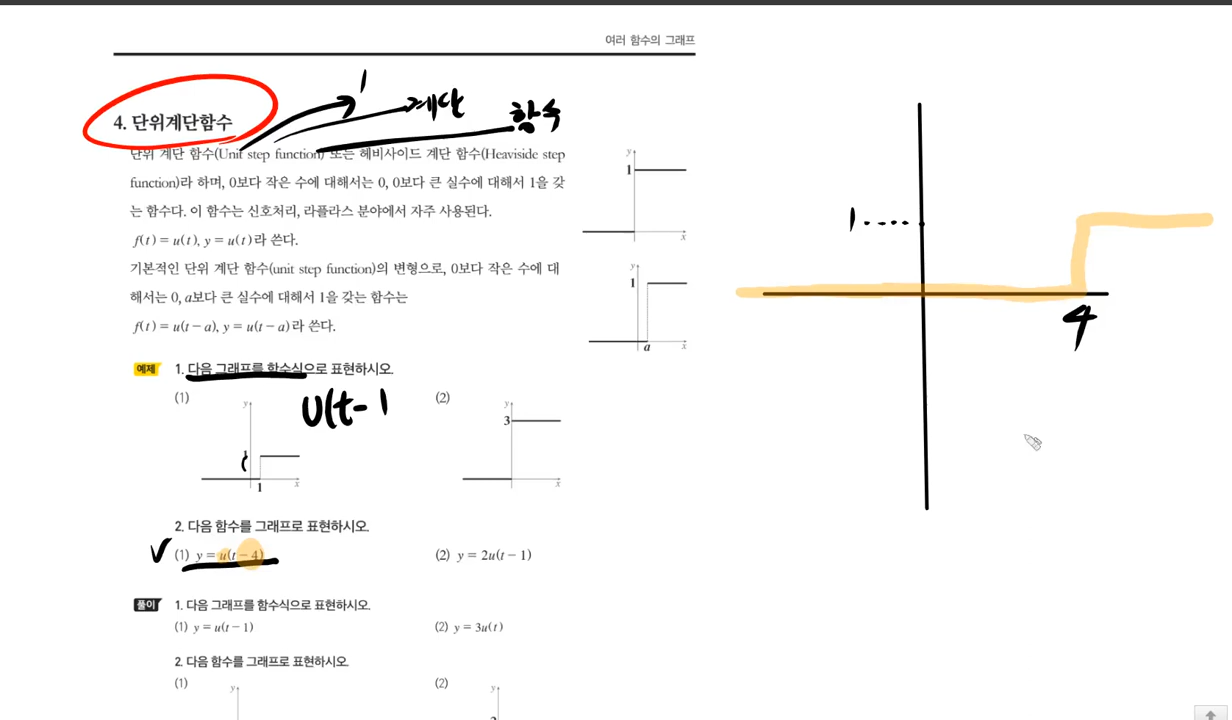 여러 함수의 그래프
4. 단위계단함수
1
계단
함수
단위 계단 함수(Unit step function) 또는 헤비사이드 계단 함수(Heaviside step
function)라 하며, 0보다 작은 수에 대해서는 0, 0보다 큰 실수에 대해서 1을 갖
는 함수다. 이 함수는 신호처리, 라플라스 분야에서 자주 사용된다.
f(t) = u(t), y = u(t)라 쓴다.
기본적인 단위 계단 함수(unit step function)의 변형으로, 0보다 작은 수에 대
해서는 0, a보다 큰 실수에 대해서 1을 갖는 함수는
f(t) = u(t − a), y = u(t − a)라 쓴다.
y
1
x
y
1
a
x
1
4
예제 1. 다음 그래프를 함수식으로 표현하시오.
(1)
u(t-1
(2)
y
1
x
y
3
x
2. 다음 함수를 그래프로 표현하시오.
(1) y = u(t − 4)
(2) y = 2u(t − 1)
풀이 1. 다음 그래프를 함수식으로 표현하시오.
(1) y = u(t − 1)
(2) y = 3u(t)
2. 다음 함수를 그래프로 표현하시오.
(1)
y
(2)
y